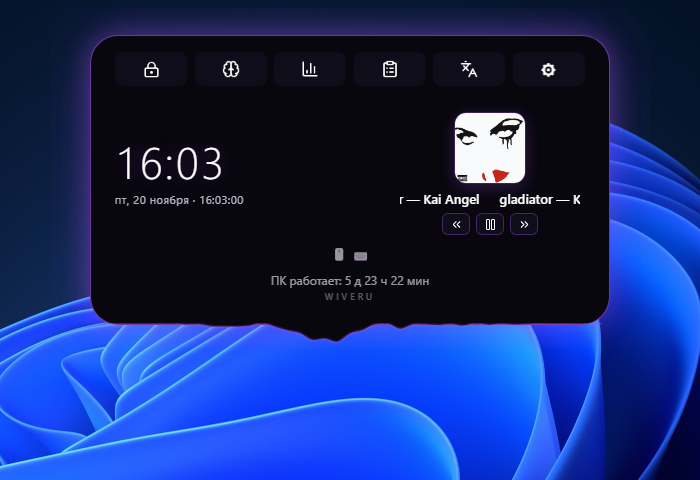 16:03
пт, 20 ноября · 16:03:00
r — Kai Angel gladiator — K
ПК работает: 5 д 23 ч 22 мин
WIVERU